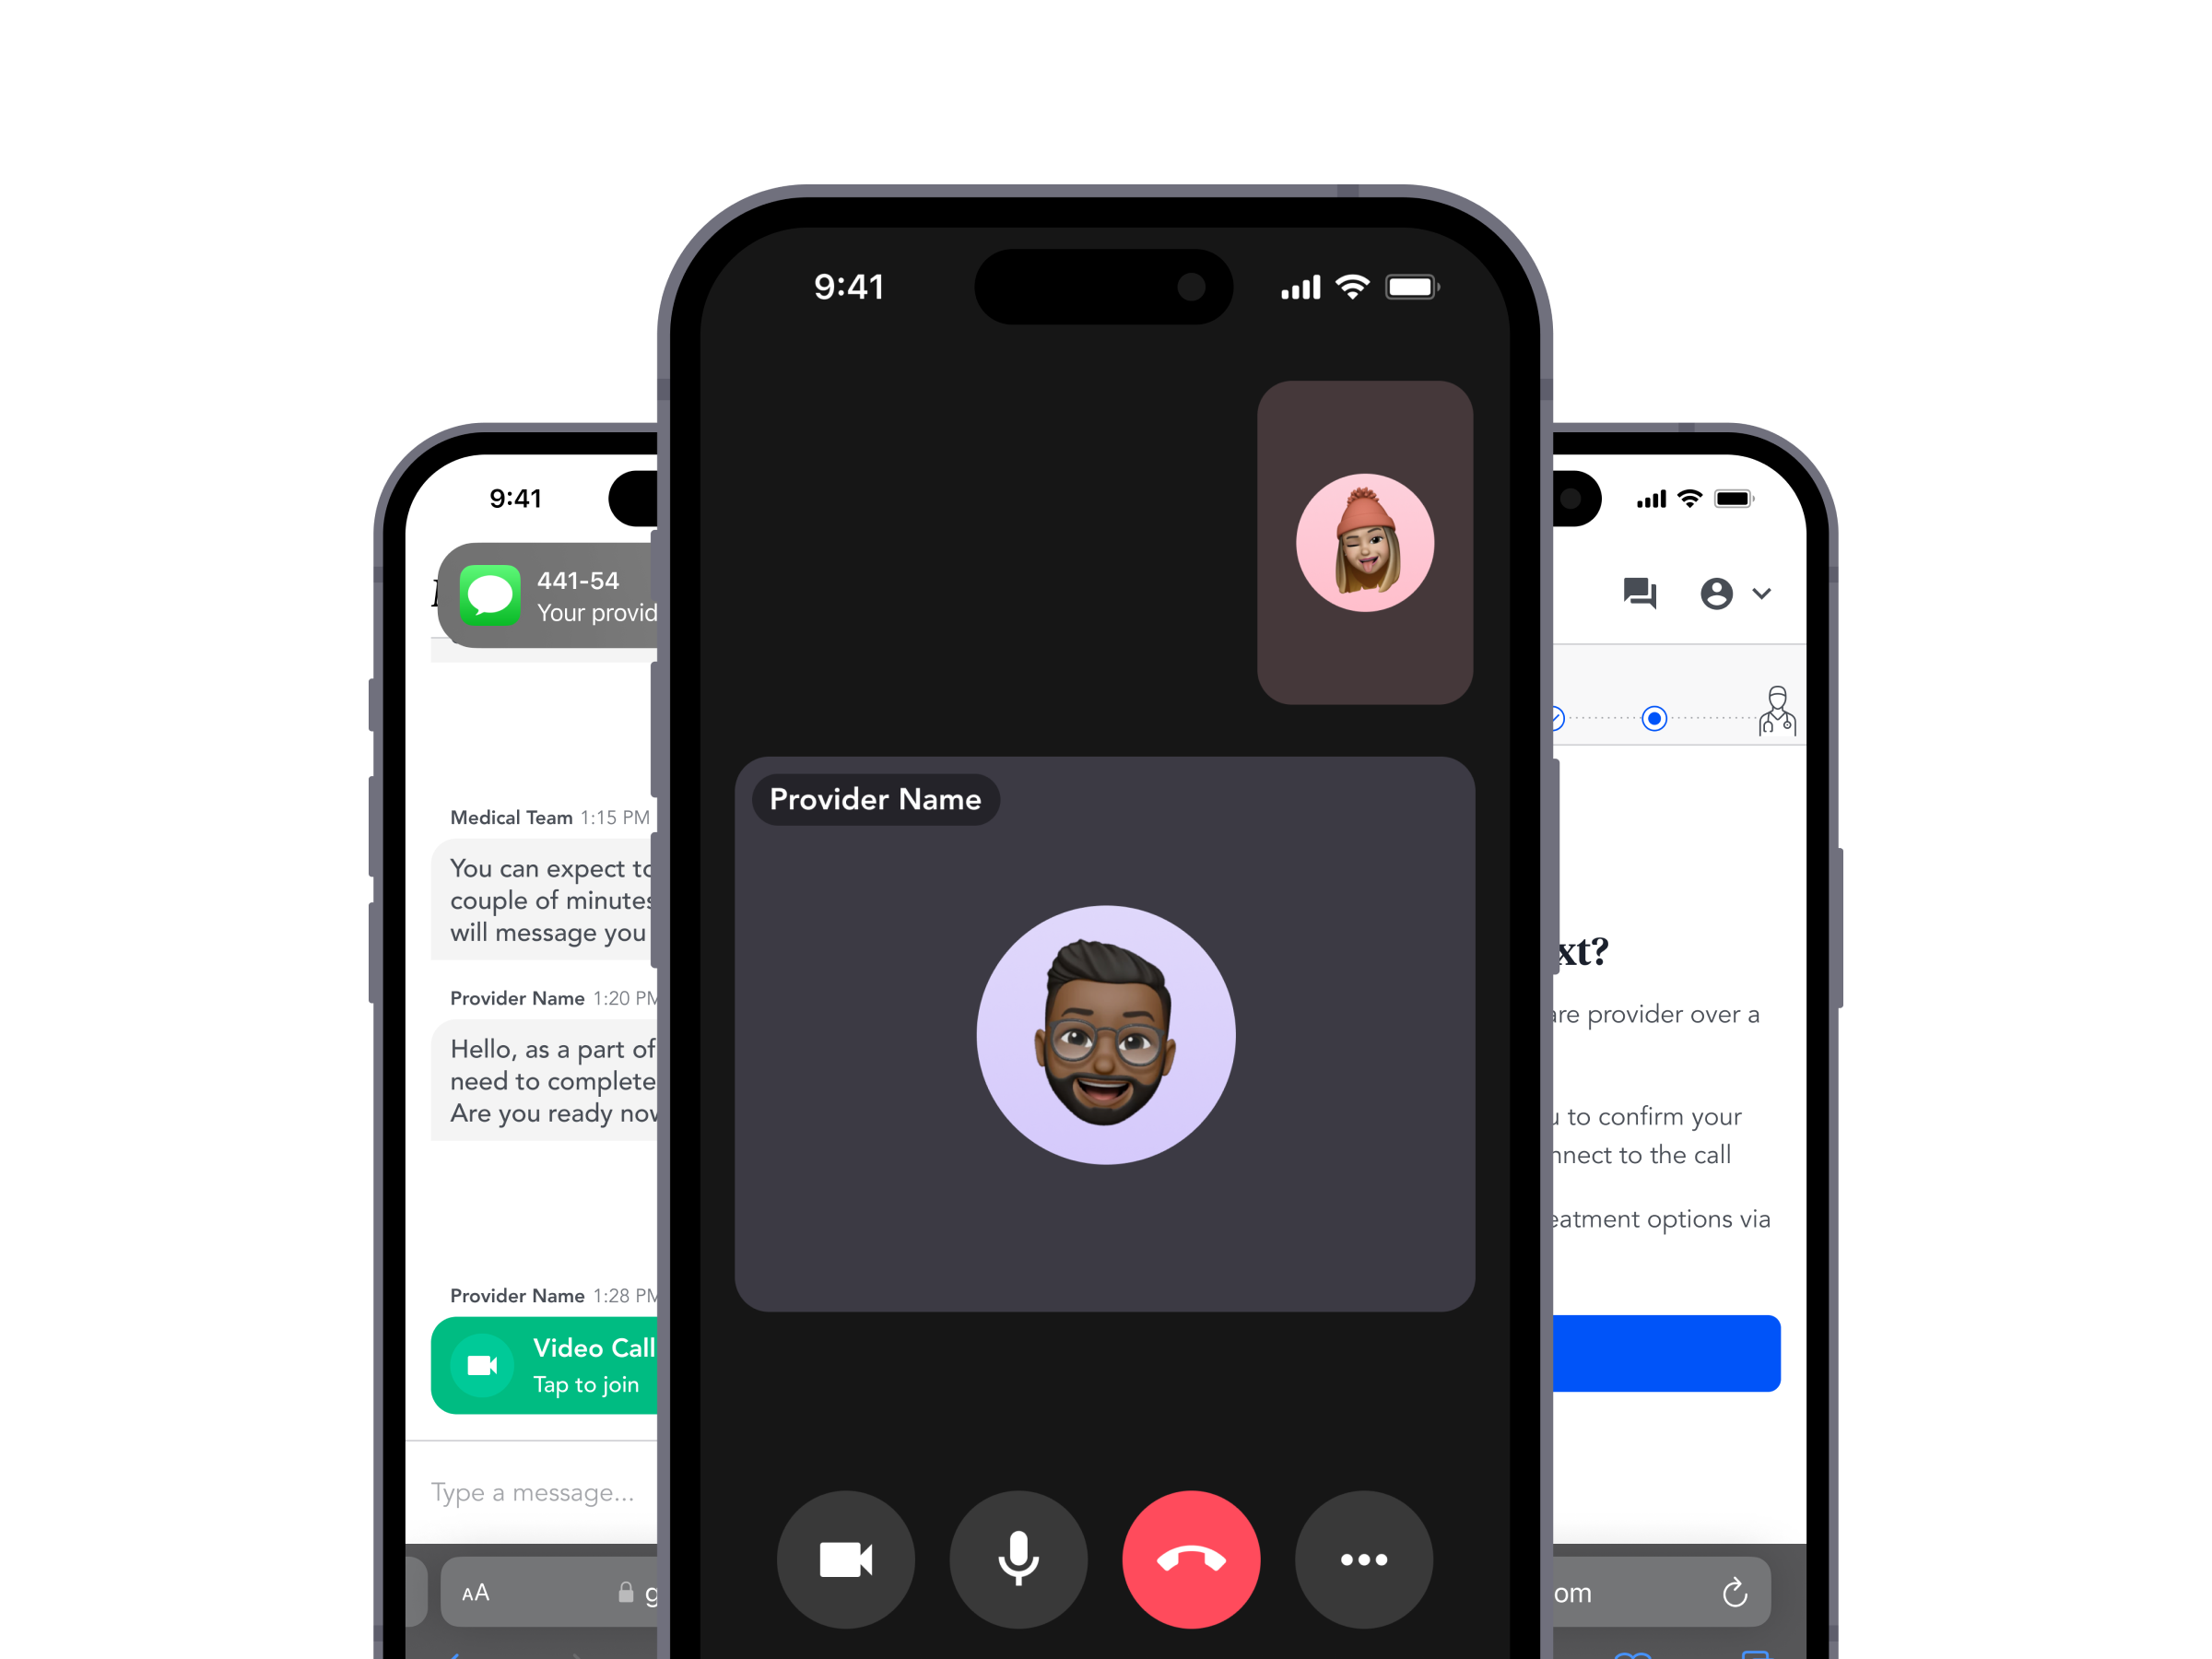 9:41
441-54
Your provid
Medical Team 1:15 PM
You can expect to
couple of minutes
will message you
Provider Name 1:20 PM
Hello, as a part of
need to complete
Are you ready now
Provider Name 1:28 PM
Video Call
Tap to join
Type a message...
AA
g
9:41
Provider Name
xt?
are provider over a
u to confirm your
nnect to the call
eatment options via
om